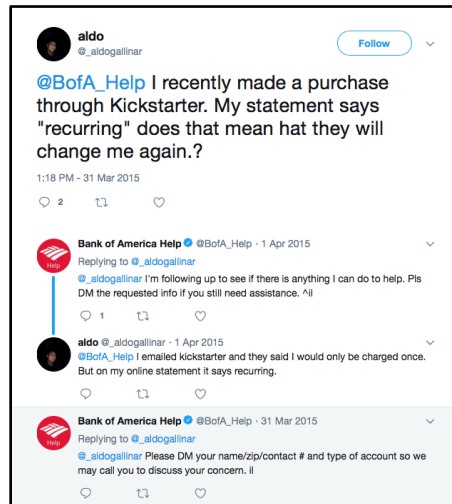 aldo
@_aldogallinar
Follow
@BofA_Help I recently made a purchase
through Kickstarter. My statement says
"recurring" does that mean hat they will
change me again.?
1:18 PM - 31 Mar 2015
2
Bank of America Help @BofA_Help · 1 Apr 2015
Replying to @_aldogallinar
@_aldogallinar I'm following up to see if there is anything I can do to help. Pls
DM the requested info if you still need assistance. ^il
1
Help
aldo @_aldogallinar · 1 Apr 2015
@BofA_Help I emailed kickstarter and they said I would only be charged once.
But on my online statement it says recurring.
Bank of America Help @BofA_Help · 31 Mar 2015
Replying to @_aldogallinar
@_aldogallinar Please DM your name/zip/contact # and type of account so we
may call you to discuss your concern. il
Help